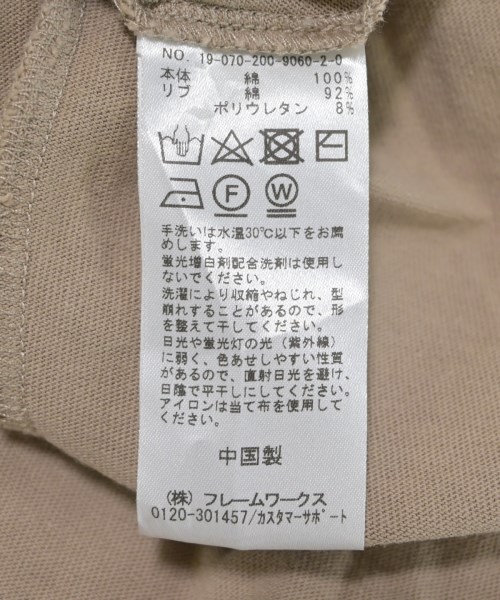 NO. 19-070-200-9060-2-0
本体 綿 100%
リブ 綿 92%
ポリウレタン 8%
F W
手洗いは水温30℃以下をお薦
めします。
蛍光増白剤配合洗剤は使用し
ないでください。
洗濯により収縮やねじれ、型
崩れすることがあるので、形
を整えて干してください。
日光や蛍光灯の光（紫外線）
に弱く、色あせしやすい性質
があるので、直射日光を避け、
日陰で平干しにしてください。
アイロンは当て布を使用して
ください。
中国製
（株）フレームワークス
0120-301457/ｶｽﾀﾏｰｻﾎﾟｰﾄ